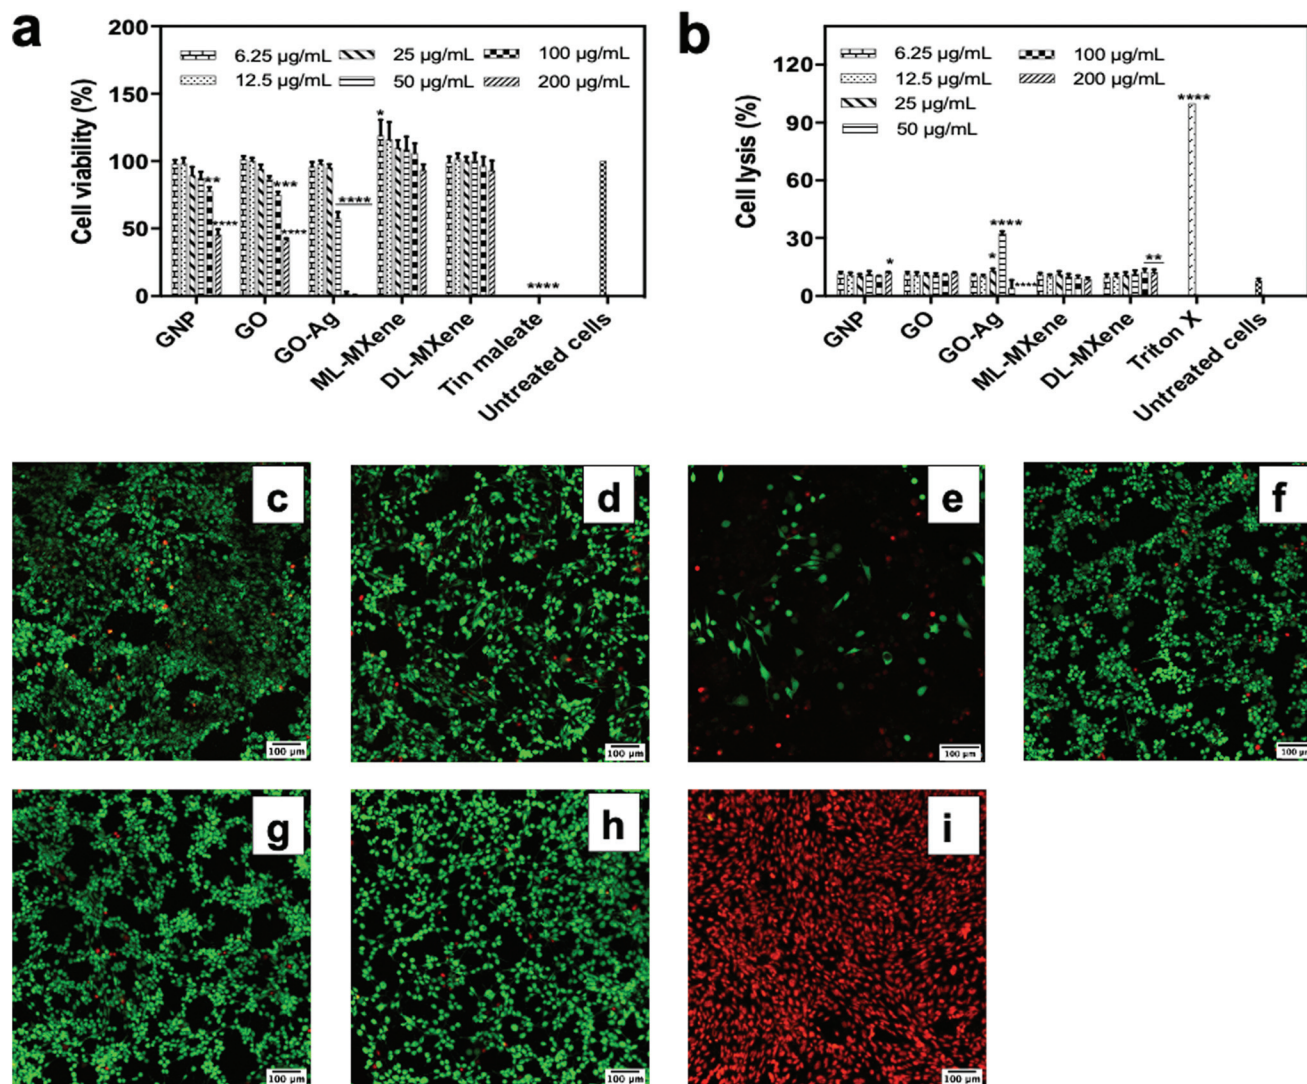 a
Cell viability (%)
200
150
100
50
0
6.25 µg/mL
25 µg/mL
100 µg/mL
12.5 µg/mL
50 µg/mL
200 µg/mL
** **** *** **** **** * ****
GNP
GO
GO-Ag
ML-MXene
DL-MXene
Tin maleate
Untreated cells
b
Cell lysis (%)
120
90
60
30
0
6.25 µg/mL
100 µg/mL
12.5 µg/mL
200 µg/mL
25 µg/mL
50 µg/mL
* * **** **** ** ****
GNP
GO
GO-Ag
ML-MXene
DL-MXene
Triton X
Untreated cells
c
100 µm
d
100 µm
e
100 µm
f
100 µm
g
100 µm
h
100 µm
i
100 µm